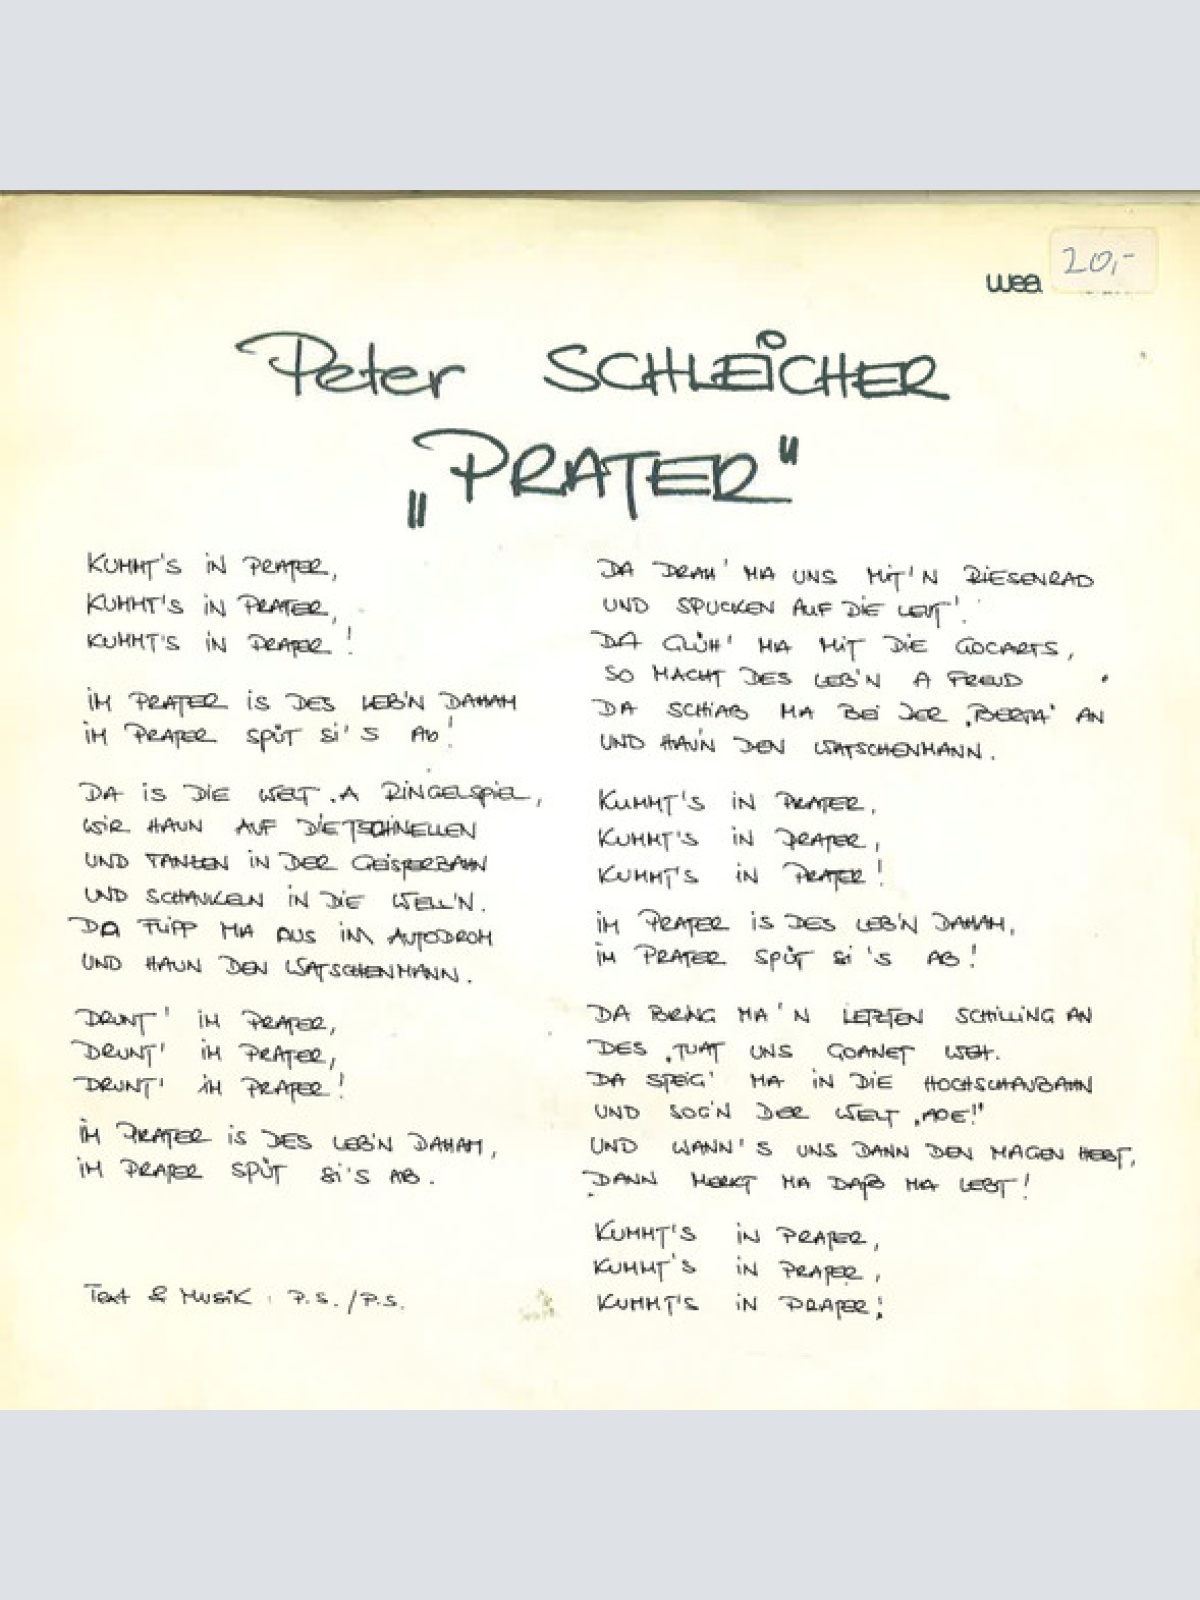 wea
20,-
Peter SCHLEiCHER
„PRATER"
KUMMT'S iN PRATER,
KUMMT'S iN PRATER,
KUMMT'S iN PRATER!
iM PRATER iS DES LEB'N DAHAM
iM PRATER SPÜT Si'S Ab!
DA iS DiE WELT A RiNGELSPiEL,
WiR HAUN AUF DiE TSCHiNELLEN
UND TANZEN iN DER GEiSTERBAHN
UND SCHAUKELN iN DiE WELL'N.
DA FLiPP MA AUS iM AUTODROM
UND HAUN DEN WATSCHENMANN.
DRUNT' iM PRATER,
DRUNT' iM PRATER,
DRUNT' iM PRATER!
iM PRATER iS DES LEB'N DAHAM,
iM PRATER SPÜT Si'S AB.
Text & MUSiK : P.S./P.S.
DA DRAH' MA UNS MiT'N RiESENRAD
UND SPUCKEN AUF DiE LEUT'.
DA GLÜH' MA MiT DiE GOCARTS,
SO MACHT DES LEB'N A FREUD
DA SCHiAB MA BEi DER ‚BERTA' AN
UND HAU'N DEN WATSCHENMANN.
KUMMT'S iN PRATER,
KUMMT'S iN PRATER,
KUMMT'S iN PRATER!
iM PRATER iS DES LEB'N DAHAM,
iM PRATER SPÜT Si'S AB!
DA BRiNG MA'N LETZTEN SCHiLLiNG AN
DES TUAT UNS GOANET WEH.
DA STEiG' MA iN DiE HOCHSCHAUBAHN
UND SOG'N DER WELT ‚ADE!"
UND WANN'S UNS DANN DEN MAGEN HEBT,
DANN MERKT MA DAß MA LEBT!
KUMMT'S iN PRATER,
KUMMT'S iN PRATER,
KUMMT'S iN PRATER!